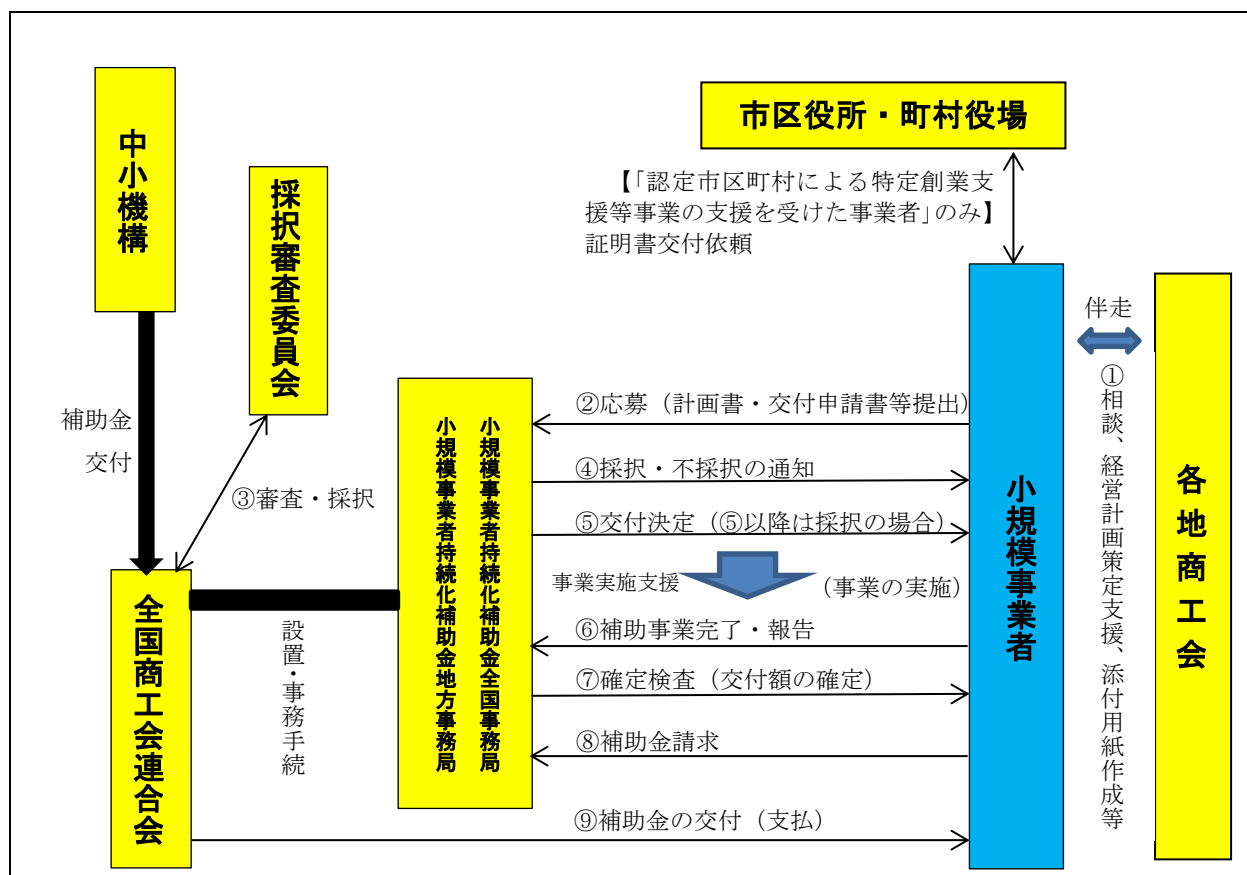 中小機構
採択審査委員会
市区役所・町村役場
【「認定市区町村による特定創業支
援等事業の支援を受けた事業者」のみ】
証明書交付依頼
補助金
交付
③審査・採択
全国商工会連合会
設置・事務手続
小規模事業者持続化補助金全国事務局
小規模事業者持続化補助金地方事務局
②応募（計画書・交付申請書等提出）
④採択・不採択の通知
⑤交付決定（⑤以降は採択の場合）
事業実施支援
（事業の実施）
⑥補助事業完了・報告
⑦確定検査（交付額の確定）
⑧補助金請求
⑨補助金の交付（支払）
小規模事業者
伴走
①相談、経営計画策定支援、添付用紙作成等
各地商工会